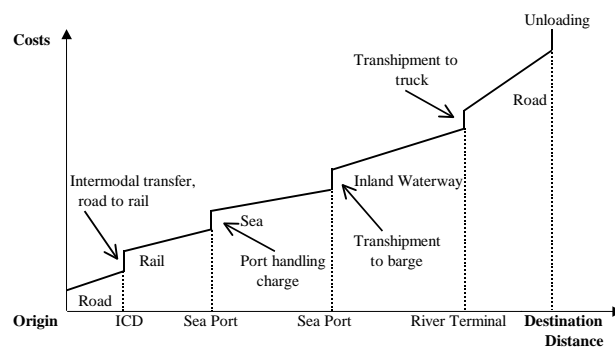 Unloading
Costs
Transhipment to
truck
Road
Intermodal transfer,
road to rail
Inland Waterway
Sea
Rail
Port handling
charge
Transhipment
to barge
Road
Origin
ICD
Sea Port
Sea Port
River Terminal
Destination
Distance